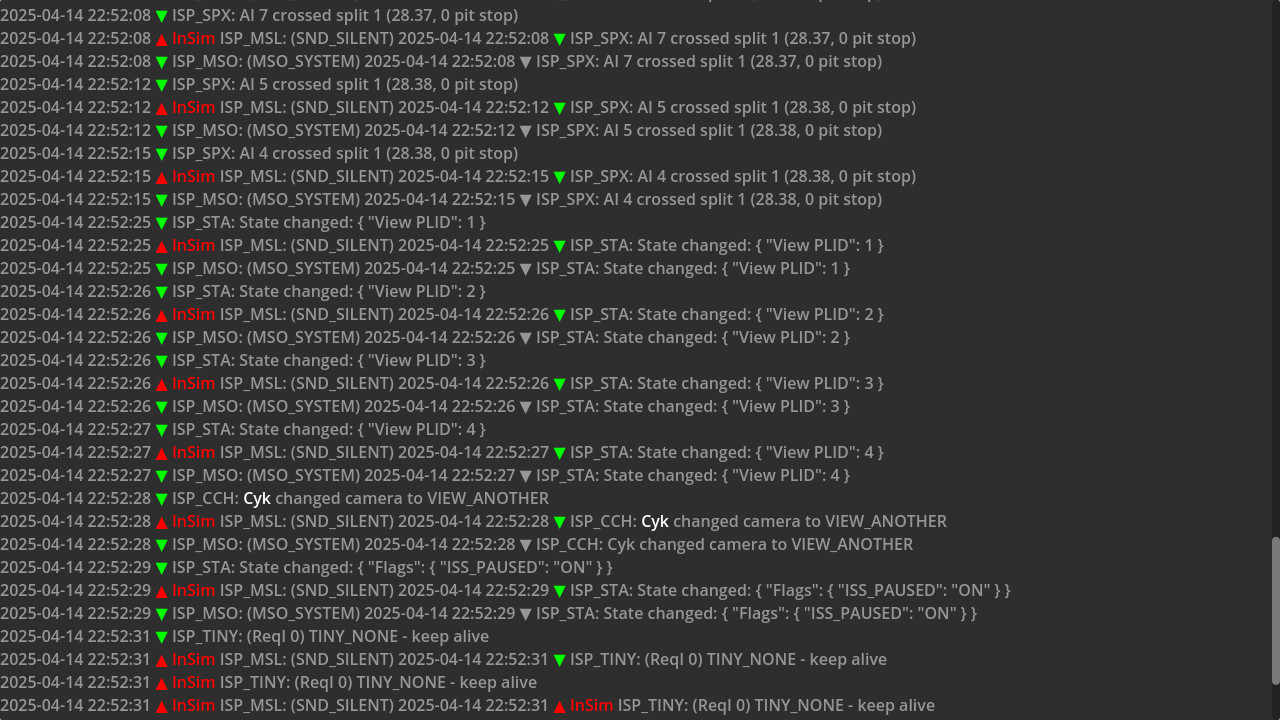 2025-04-14 22:52:08 ▼ ISP_SPX: AI 7 crossed split 1 (28.37, 0 pit stop)
2025-04-14 22:52:08 ▲ InSim ISP_MSL: (SND_SILENT) 2025-04-14 22:52:08 ▼ ISP_SPX: AI 7 crossed split 1 (28.37, 0 pit stop)
2025-04-14 22:52:08 ▼ ISP_MSO: (MSO_SYSTEM) 2025-04-14 22:52:08 ▼ ISP_SPX: AI 7 crossed split 1 (28.37, 0 pit stop)
2025-04-14 22:52:12 ▼ ISP_SPX: AI 5 crossed split 1 (28.38, 0 pit stop)
2025-04-14 22:52:12 ▲ InSim ISP_MSL: (SND_SILENT) 2025-04-14 22:52:12 ▼ ISP_SPX: AI 5 crossed split 1 (28.38, 0 pit stop)
2025-04-14 22:52:12 ▼ ISP_MSO: (MSO_SYSTEM) 2025-04-14 22:52:12 ▼ ISP_SPX: AI 5 crossed split 1 (28.38, 0 pit stop)
2025-04-14 22:52:15 ▼ ISP_SPX: AI 4 crossed split 1 (28.38, 0 pit stop)
2025-04-14 22:52:15 ▲ InSim ISP_MSL: (SND_SILENT) 2025-04-14 22:52:15 ▼ ISP_SPX: AI 4 crossed split 1 (28.38, 0 pit stop)
2025-04-14 22:52:15 ▼ ISP_MSO: (MSO_SYSTEM) 2025-04-14 22:52:15 ▼ ISP_SPX: AI 4 crossed split 1 (28.38, 0 pit stop)
2025-04-14 22:52:25 ▼ ISP_STA: State changed: { "View PLID": 1 }
2025-04-14 22:52:25 ▲ InSim ISP_MSL: (SND_SILENT) 2025-04-14 22:52:25 ▼ ISP_STA: State changed: { "View PLID": 1 }
2025-04-14 22:52:25 ▼ ISP_MSO: (MSO_SYSTEM) 2025-04-14 22:52:25 ▼ ISP_STA: State changed: { "View PLID": 1 }
2025-04-14 22:52:26 ▼ ISP_STA: State changed: { "View PLID": 2 }
2025-04-14 22:52:26 ▲ InSim ISP_MSL: (SND_SILENT) 2025-04-14 22:52:26 ▼ ISP_STA: State changed: { "View PLID": 2 }
2025-04-14 22:52:26 ▼ ISP_MSO: (MSO_SYSTEM) 2025-04-14 22:52:26 ▼ ISP_STA: State changed: { "View PLID": 2 }
2025-04-14 22:52:26 ▼ ISP_STA: State changed: { "View PLID": 3 }
2025-04-14 22:52:26 ▲ InSim ISP_MSL: (SND_SILENT) 2025-04-14 22:52:26 ▼ ISP_STA: State changed: { "View PLID": 3 }
2025-04-14 22:52:26 ▼ ISP_MSO: (MSO_SYSTEM) 2025-04-14 22:52:26 ▼ ISP_STA: State changed: { "View PLID": 3 }
2025-04-14 22:52:27 ▼ ISP_STA: State changed: { "View PLID": 4 }
2025-04-14 22:52:27 ▲ InSim ISP_MSL: (SND_SILENT) 2025-04-14 22:52:27 ▼ ISP_STA: State changed: { "View PLID": 4 }
2025-04-14 22:52:27 ▼ ISP_MSO: (MSO_SYSTEM) 2025-04-14 22:52:27 ▼ ISP_STA: State changed: { "View PLID": 4 }
2025-04-14 22:52:28 ▼ ISP_CCH: Cyk changed camera to VIEW_ANOTHER
2025-04-14 22:52:28 ▲ InSim ISP_MSL: (SND_SILENT) 2025-04-14 22:52:28 ▼ ISP_CCH: Cyk changed camera to VIEW_ANOTHER
2025-04-14 22:52:28 ▼ ISP_MSO: (MSO_SYSTEM) 2025-04-14 22:52:28 ▼ ISP_CCH: Cyk changed camera to VIEW_ANOTHER
2025-04-14 22:52:29 ▼ ISP_STA: State changed: { "Flags": { "ISS_PAUSED": "ON" } }
2025-04-14 22:52:29 ▲ InSim ISP_MSL: (SND_SILENT) 2025-04-14 22:52:29 ▼ ISP_STA: State changed: { "Flags": { "ISS_PAUSED": "ON" } }
2025-04-14 22:52:29 ▼ ISP_MSO: (MSO_SYSTEM) 2025-04-14 22:52:29 ▼ ISP_STA: State changed: { "Flags": { "ISS_PAUSED": "ON" } }
2025-04-14 22:52:31 ▼ ISP_TINY: (ReqI 0) TINY_NONE - keep alive
2025-04-14 22:52:31 ▲ InSim ISP_MSL: (SND_SILENT) 2025-04-14 22:52:31 ▼ ISP_TINY: (ReqI 0) TINY_NONE - keep alive
2025-04-14 22:52:31 ▲ InSim ISP_TINY: (ReqI 0) TINY_NONE - keep alive
2025-04-14 22:52:31 ▲ InSim ISP_MSL: (SND_SILENT) 2025-04-14 22:52:31 ▲ InSim ISP_TINY: (ReqI 0) TINY_NONE - keep alive